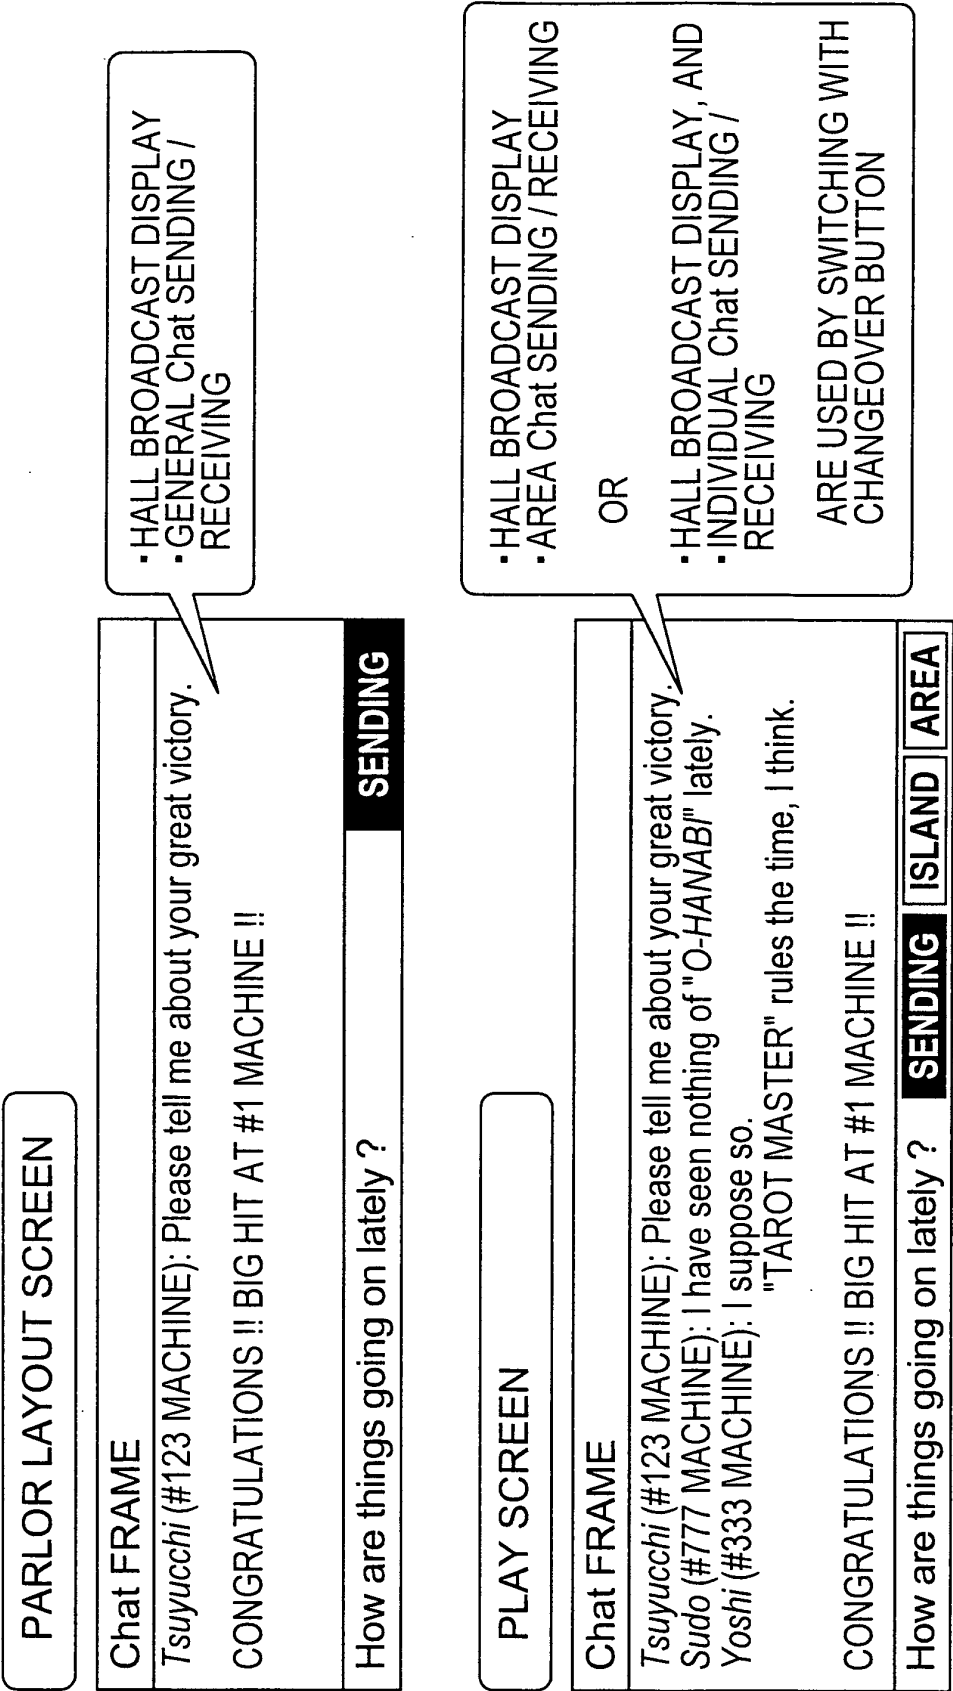 PARLOR LAYOUT SCREEN
Chat FRAME
Tsuyucchi (#123 MACHINE): Please tell me about your great victory.
CONGRATULATIONS !! BIG HIT AT #1 MACHINE !!
How are things going on lately ? SENDING
・HALL BROADCAST DISPLAY
・GENERAL Chat SENDING /
RECEIVING
PLAY SCREEN
Chat FRAME
Tsuyucchi (#123 MACHINE): Please tell me about your great victory.
Sudo (#777 MACHINE): I have seen nothing of "O-HANABI" lately.
Yoshi (#333 MACHINE): I suppose so.
"TAROT MASTER" rules the time, I think.
CONGRATULATIONS !! BIG HIT AT #1 MACHINE !!
How are things going on lately ? SENDING ISLAND AREA
・HALL BROADCAST DISPLAY
・AREA Chat SENDING / RECEIVING
OR
・HALL BROADCAST DISPLAY, AND
・INDIVIDUAL Chat SENDING /
RECEIVING
ARE USED BY SWITCHING WITH
CHANGEOVER BUTTON